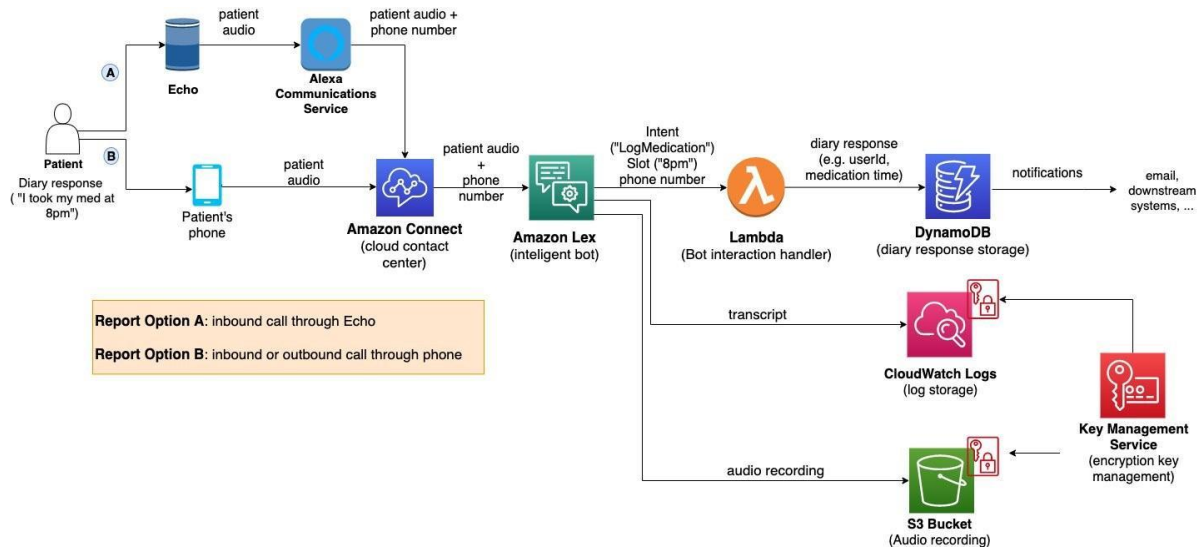 patient
audio
patient audio +
phone number
A
Echo
Alexa
Communications
Service
B
Patient
Diary response
( "I took my med at
8pm")
patient
audio
Patient's
phone
patient audio
+
phone
number
Amazon Connect
(cloud contact
center)
Amazon Lex
(inteligent bot)
Intent
("LogMedication")
Slot ("8pm")
phone number
Lambda
(Bot interaction handler)
diary response
(e.g. userId,
medication time)
DynamoDB
(diary response storage)
notifications
email,
downstream
systems, ...
Report Option A: inbound call through Echo
Report Option B: inbound or outbound call through phone
transcript
CloudWatch Logs
(log storage)
Key Management
Service
(encryption key
management)
audio recording
S3 Bucket
(Audio recording)